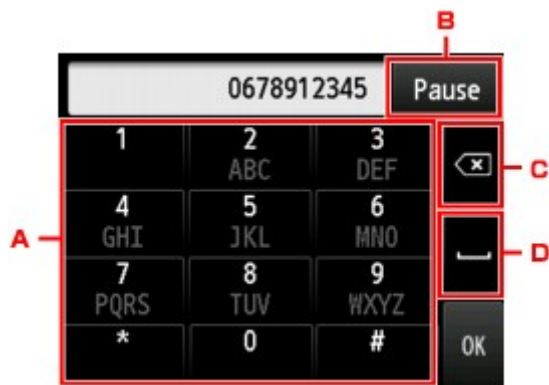 B
0678912345 Pause
1 2 3
ABC DEF
C
4 5 6
A GHI JKL MNO
D
7 8 9
PQRS TUV WXYZ
* 0 # OK